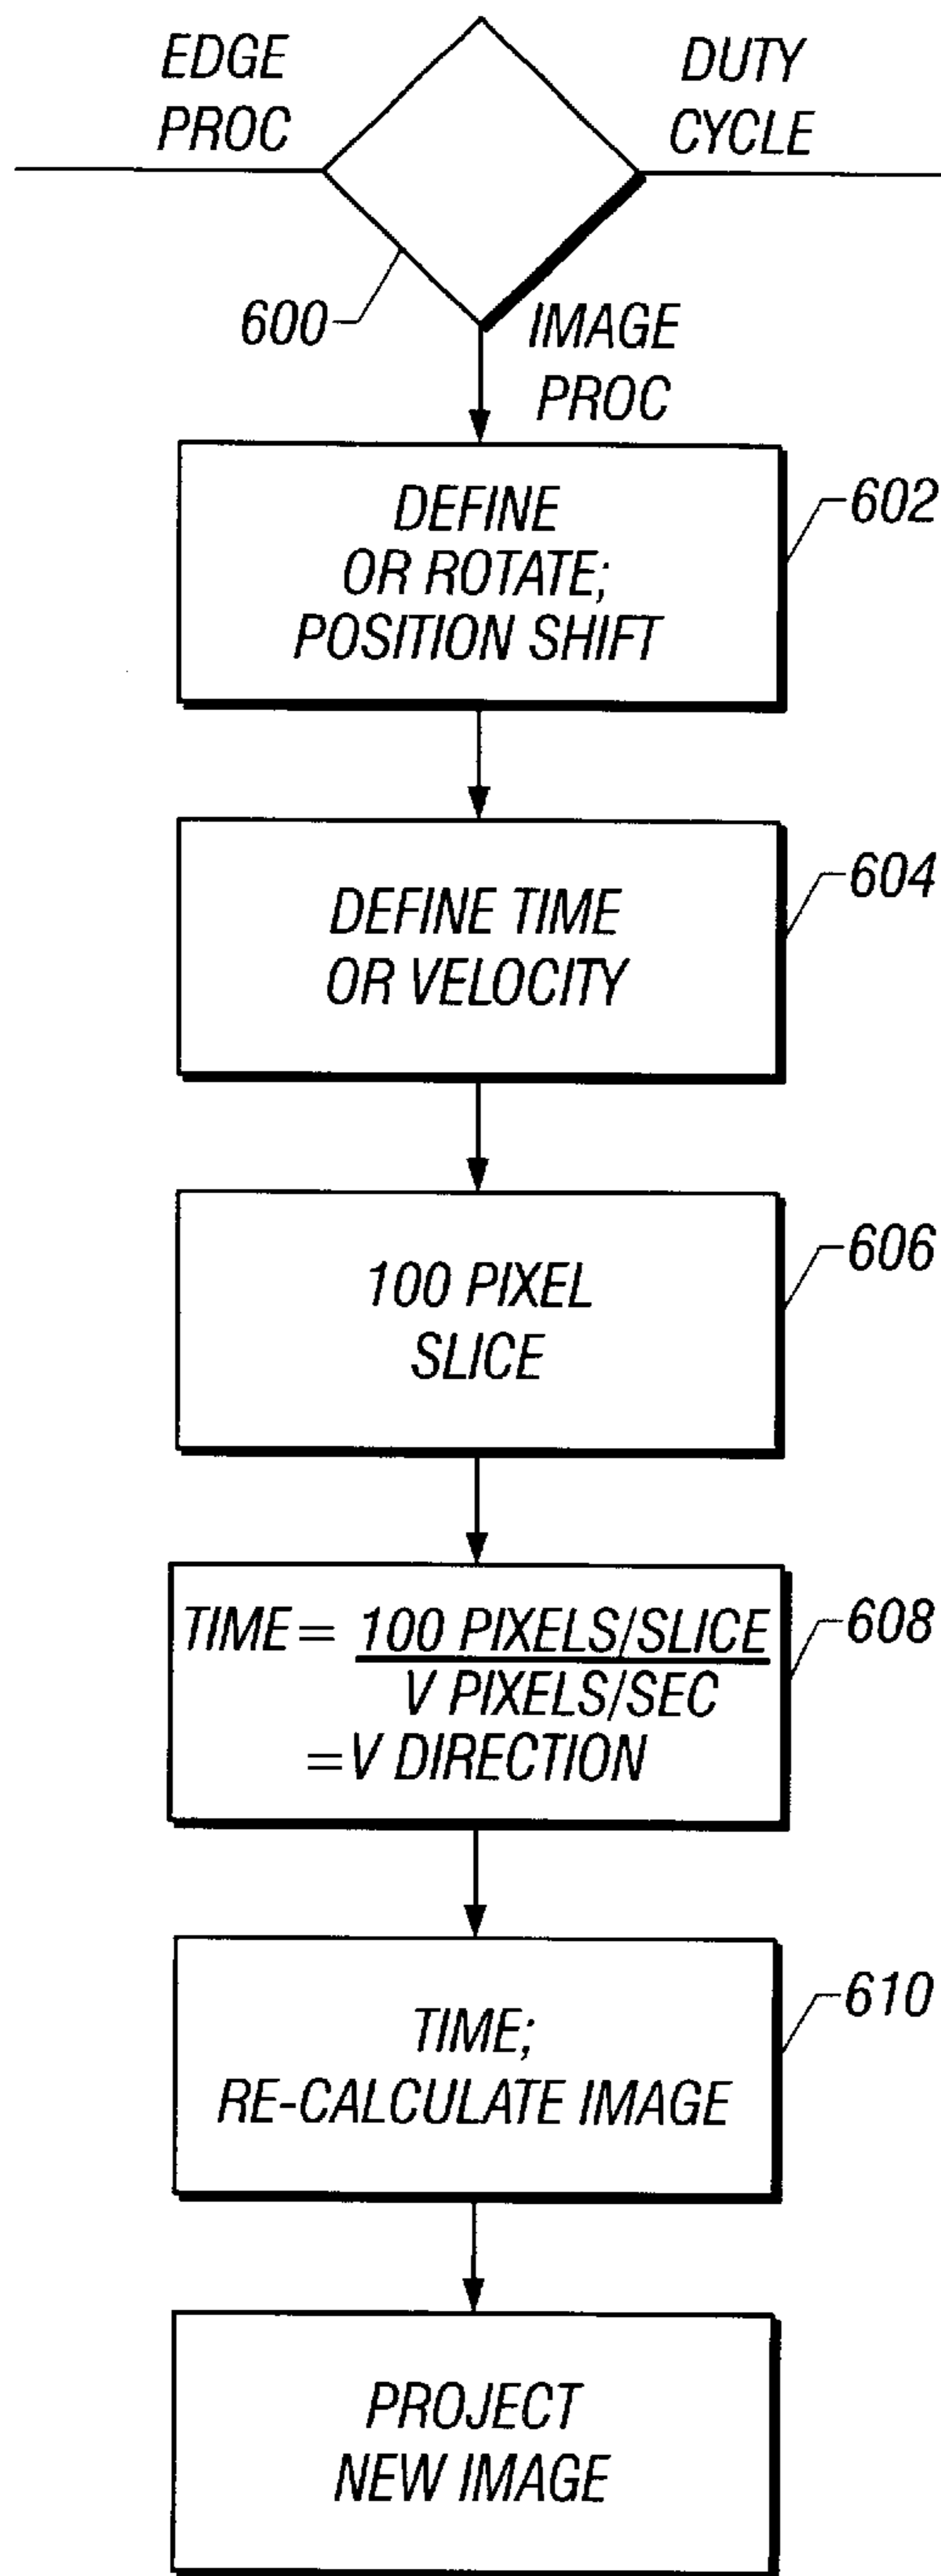 EDGE
PROC
DUTY
CYCLE
600
IMAGE
PROC
DEFINE
OR ROTATE;
POSITION SHIFT
602
DEFINE TIME
OR VELOCITY
604
100 PIXEL
SLICE
606
TIME = 100 PIXELS/SLICE
V PIXELS/SEC
= V DIRECTION
608
TIME;
RE-CALCULATE IMAGE
610
PROJECT
NEW IMAGE